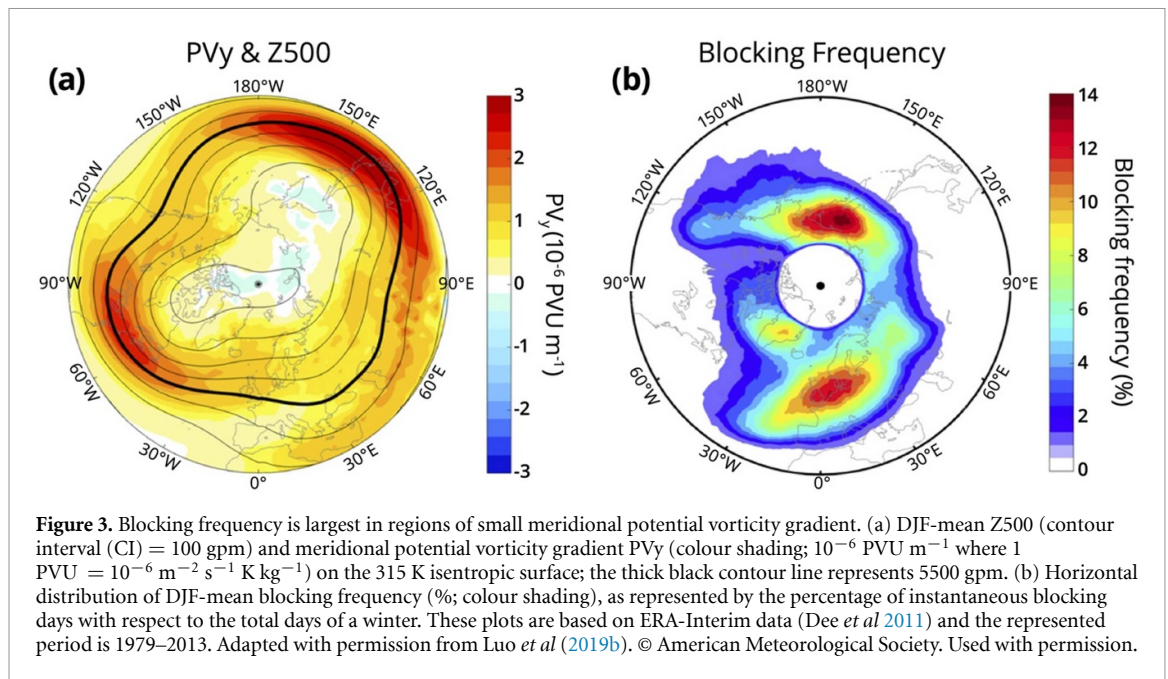 PVy & Z500
(a)
180°W
150°W
150°E
120°W
120°E
90°W
90°E
60°W
60°E
30°W
30°E
0°
3
2
1
0
-1
-2
-3
PVy (10-6 PVU m-1)
Blocking Frequency
(b)
180°W
150°W
150°E
120°W
120°E
90°W
90°E
60°W
60°E
30°W
30°E
0°
14
12
10
8
6
4
2
0
Blocking frequency (%)
Figure 3. Blocking frequency is largest in regions of small meridional potential vorticity gradient. (a) DJF-mean Z500 (contour
interval (CI) = 100 gpm) and meridional potential vorticity gradient PVy (colour shading; 10−6 PVU m−1 where 1
PVU = 10−6 m−2 s−1 K kg−1) on the 315 K isentropic surface; the thick black contour line represents 5500 gpm. (b) Horizontal
distribution of DJF-mean blocking frequency (%; colour shading), as represented by the percentage of instantaneous blocking
days with respect to the total days of a winter. These plots are based on ERA-Interim data (Dee et al 2011) and the represented
period is 1979–2013. Adapted with permission from Luo et al (2019b). © American Meteorological Society. Used with permission.